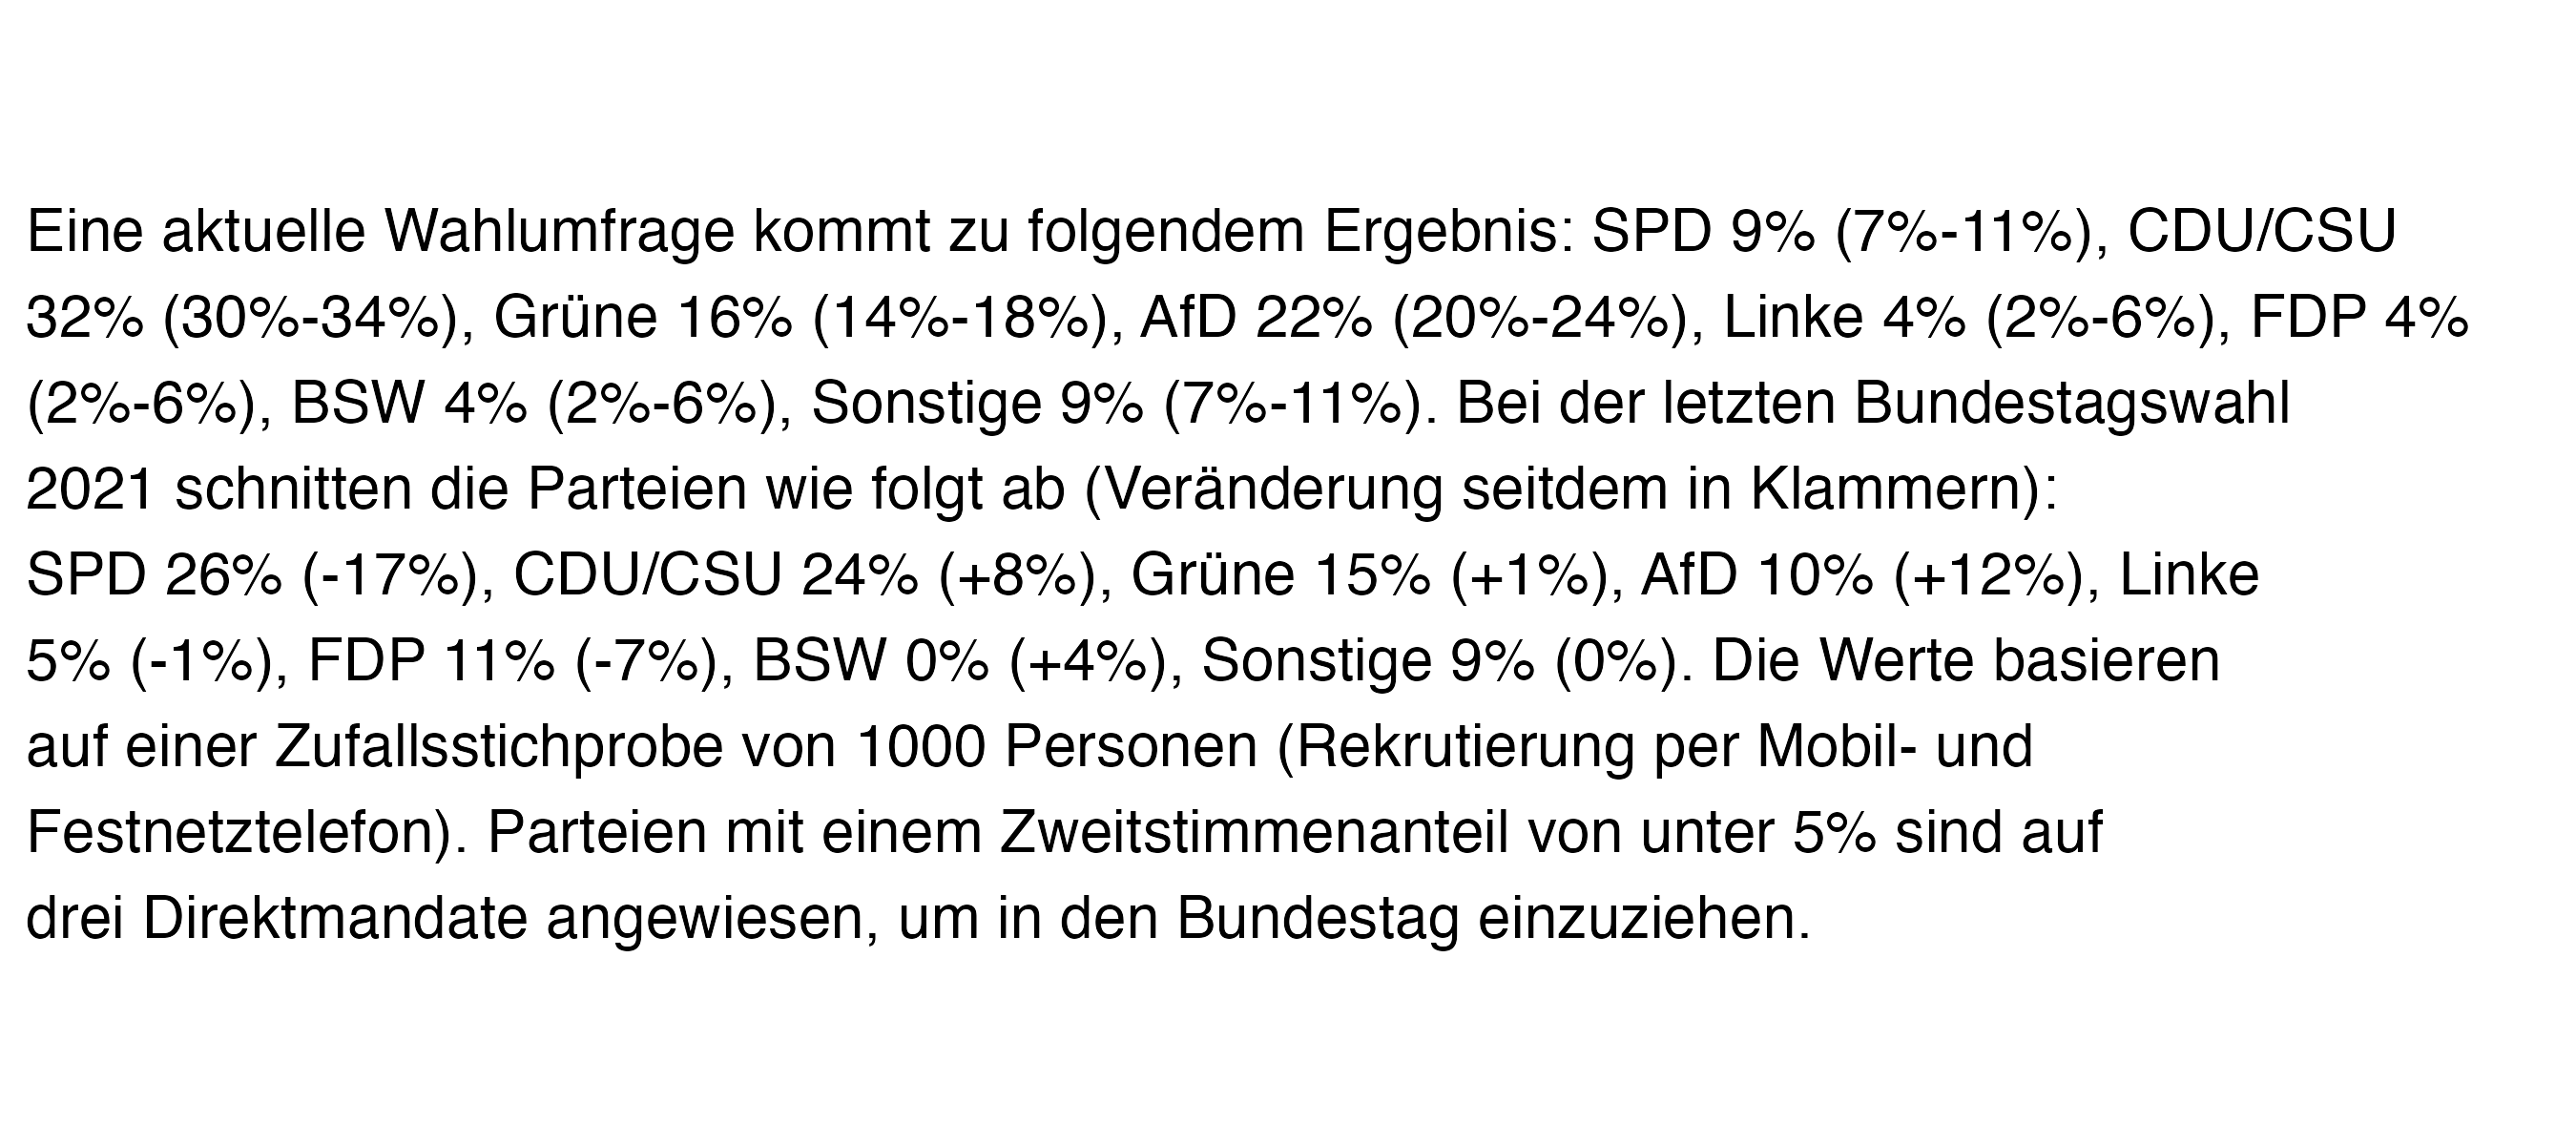 Eine aktuelle Wahlumfrage kommt zu folgendem Ergebnis: SPD 9% (7%-11%), CDU/CSU
32% (30%-34%), Grüne 16% (14%-18%), AfD 22% (20%-24%), Linke 4% (2%-6%), FDP 4%
(2%-6%), BSW 4% (2%-6%), Sonstige 9% (7%-11%). Bei der letzten Bundestagswahl
2021 schnitten die Parteien wie folgt ab (Veränderung seitdem in Klammern):
SPD 26% (-17%), CDU/CSU 24% (+8%), Grüne 15% (+1%), AfD 10% (+12%), Linke
5% (-1%), FDP 11% (-7%), BSW 0% (+4%), Sonstige 9% (0%). Die Werte basieren
auf einer Zufallsstichprobe von 1000 Personen (Rekrutierung per Mobil- und
Festnetztelefon). Parteien mit einem Zweitstimmenanteil von unter 5% sind auf
drei Direktmandate angewiesen, um in den Bundestag einzuziehen.